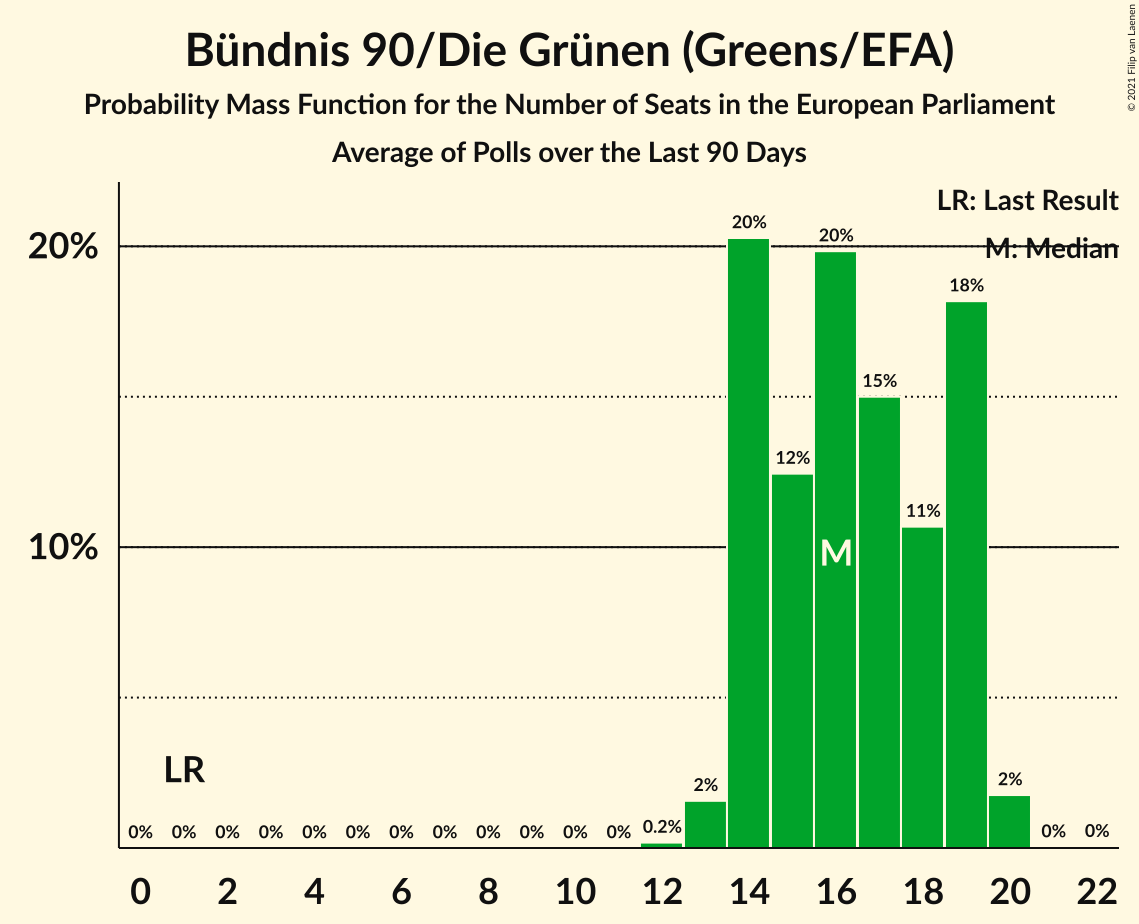 Bündnis 90/Die Grünen (Greens/EFA)
Probability Mass Function for the Number of Seats in the European Parliament
Average of Polls over the Last 90 Days
© 2021 Filip van Laenen
LR: Last Result
M: Median
20%
10%
20%
20%
18%
15%
12%
11%
M
LR
2%
2%
0% 0% 0% 0% 0% 0% 0% 0% 0% 0% 0% 0% 0.2% 0% 0%
0 2 4 6 8 10 12 14 16 18 20 22